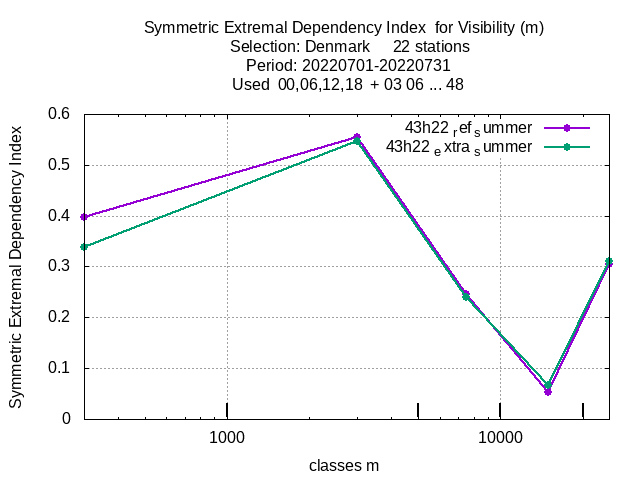 Symmetric Extremal Dependency Index for Visibility (m)
Selection: Denmark 22 stations
Period: 20220701-20220731
Used 00,06,12,18 + 03 06 ... 48
43h22 ref summer
43h22 extra summer
Symmetric Extremal Dependency Index
0.6
0.5
0.4
0.3
0.2
0.1
0
1000 10000
classes m